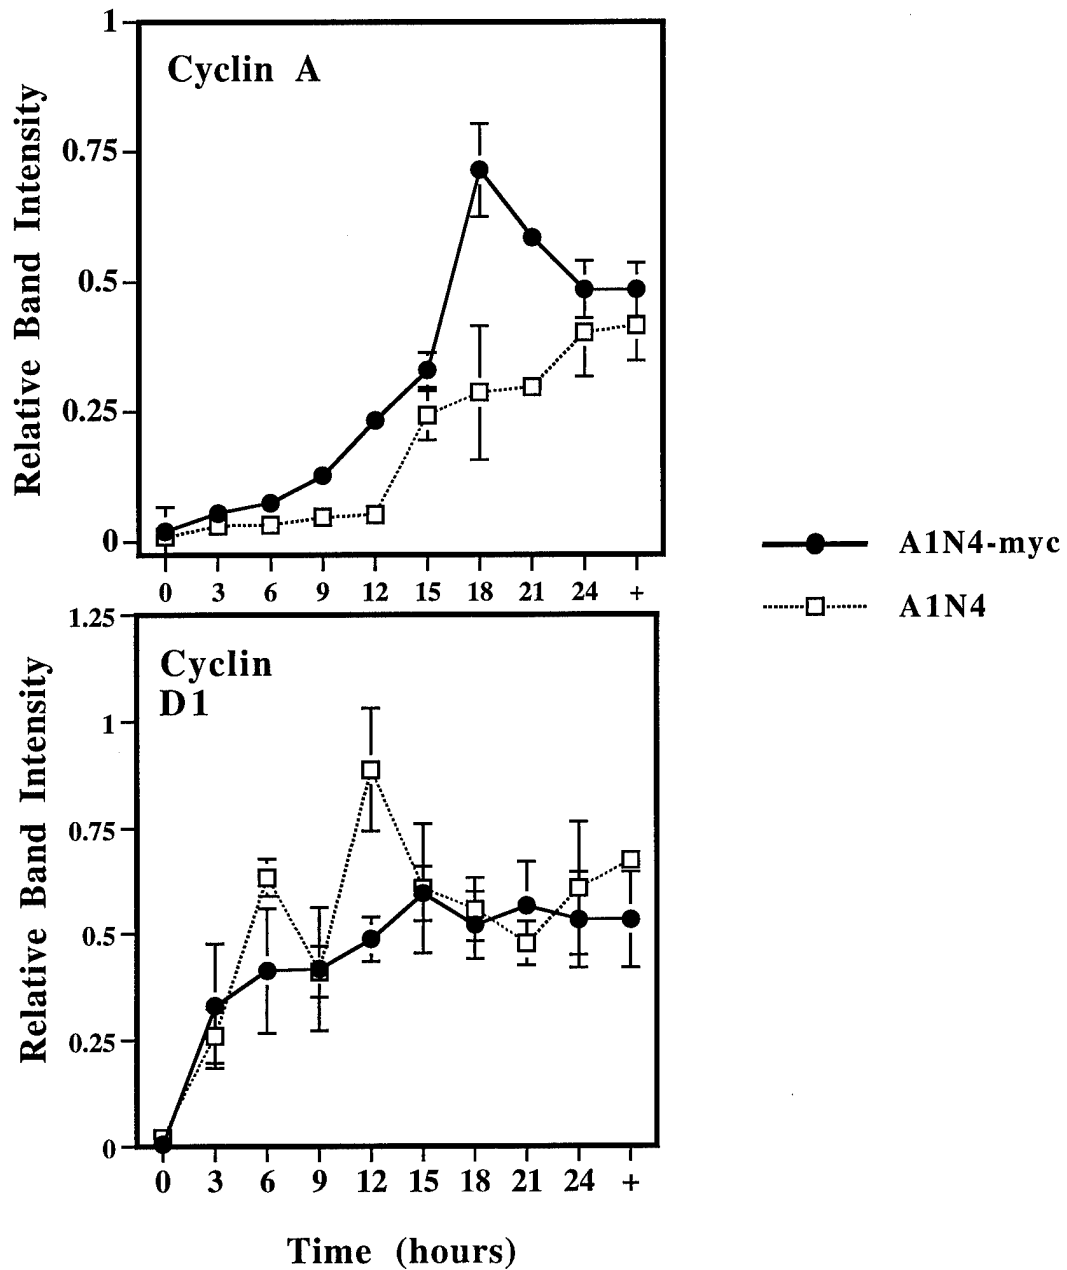 1
Cyclin A
0.75
0.5
0.25
0
Relative Band Intensity
0 3 6 9 12 15 18 21 24 +
A1N4-myc
A1N4
1.25
Cyclin
D1
1
0.75
0.5
0.25
0
Relative Band Intensity
0 3 6 9 12 15 18 21 24 +
Time (hours)